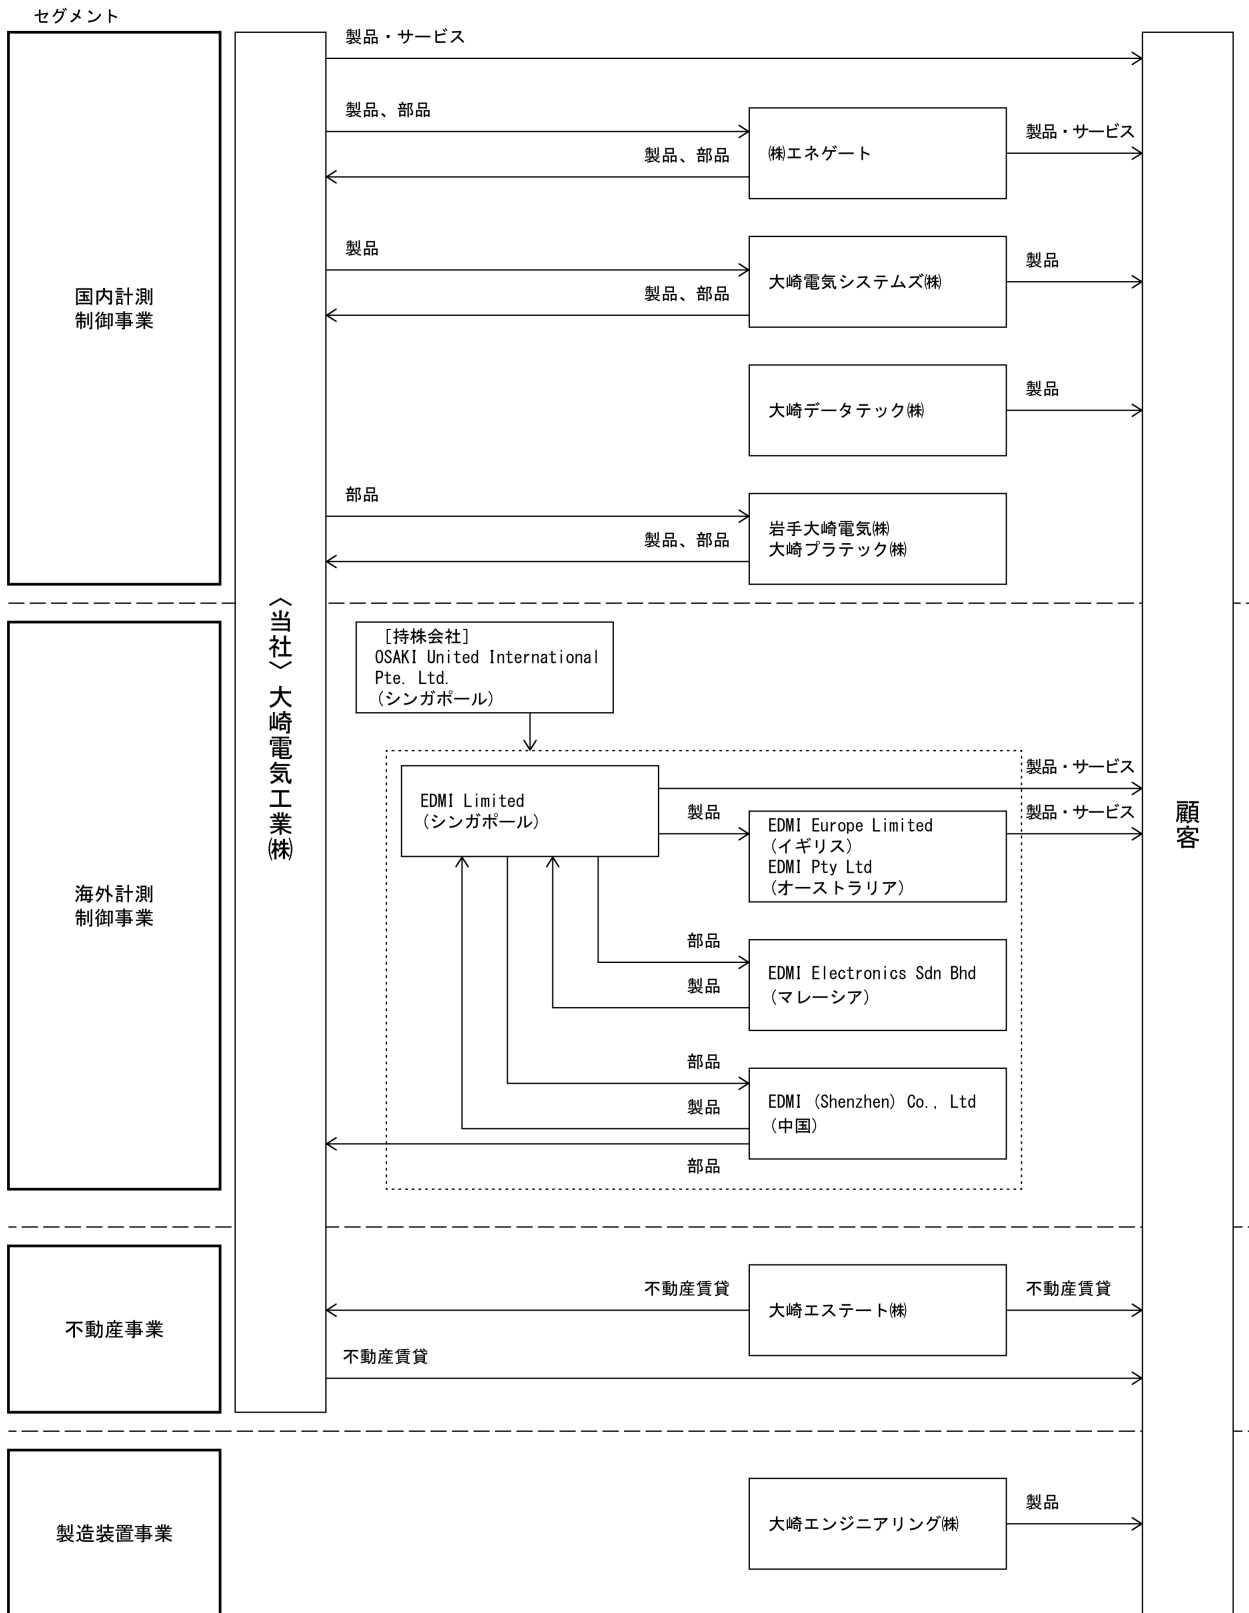 セグメント
国内計測
制御事業
〈当社〉大崎電気工業㈱
顧客
製品・サービス
製品、部品
製品、部品
㈱エネゲート
製品・サービス
製品
製品、部品
大崎電気システムズ㈱
製品
大崎データテック㈱
製品
部品
製品、部品
岩手大崎電気㈱
大崎プラテック㈱
海外計測
制御事業
[持株会社]
OSAKI United International
Pte. Ltd.
(シンガポール)
EDMI Limited
(シンガポール)
製品・サービス
製品
EDMI Europe Limited
(イギリス)
EDMI Pty Ltd
(オーストラリア)
製品・サービス
部品
製品
EDMI Electronics Sdn Bhd
(マレーシア)
部品
製品
部品
EDMI (Shenzhen) Co., Ltd
(中国)
不動産事業
不動産賃貸
大崎エステート㈱
不動産賃貸
不動産賃貸
製造装置事業
大崎エンジニアリング㈱
製品